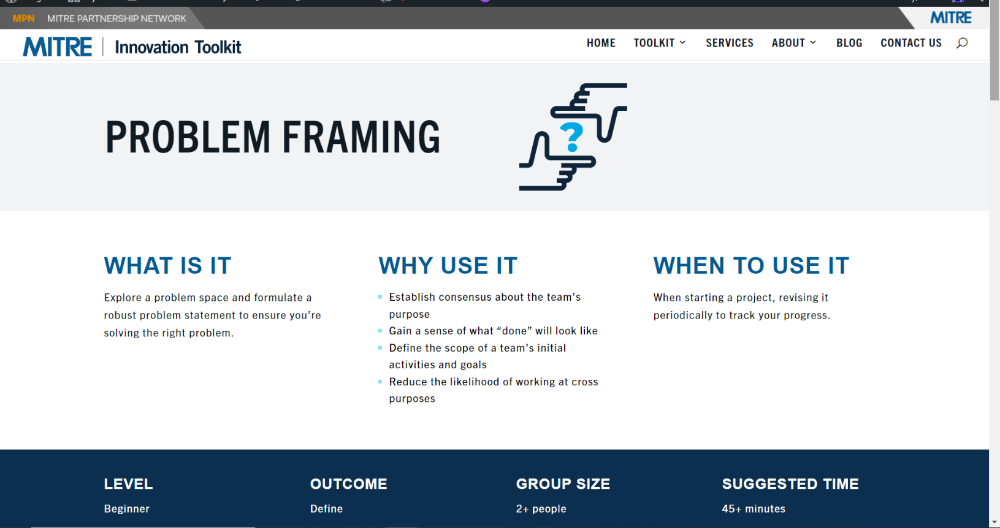 MPN MITRE PARTNERSHIP NETWORK
MITRE
MITRE Innovation Toolkit
HOME TOOLKIT SERVICES ABOUT BLOG CONTACT US
PROBLEM FRAMING
?
WHAT IS IT
Explore a problem space and formulate a
robust problem statement to ensure you’re
solving the right problem.
WHY USE IT
Establish consensus about the team’s
purpose
Gain a sense of what “done” will look like
Define the scope of a team’s initial
activities and goals
Reduce the likelihood of working at cross
purposes
WHEN TO USE IT
When starting a project, revising it
periodically to track your progress.
LEVEL
Beginner
OUTCOME
Define
GROUP SIZE
2+ people
SUGGESTED TIME
45+ minutes